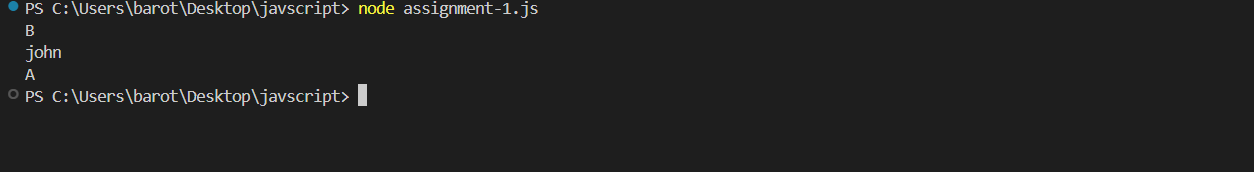 PS C:\Users\barot\Desktop\javscript> node assignment-1.js
B
john
A
PS C:\Users\barot\Desktop\javscript>